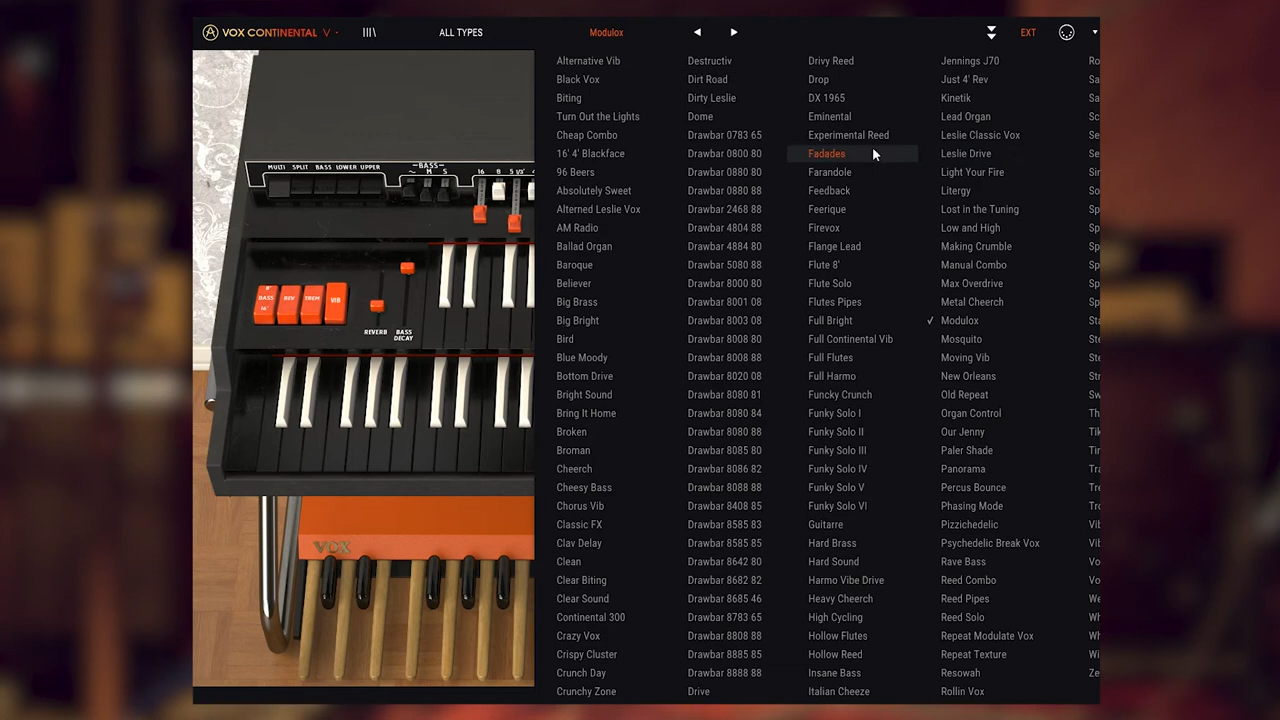 VOX CONTINENTAL V
ALL TYPES
Modulox
EXT
MULTI SPLIT BASS LOWER UPPER
BASS
M S
16 8 5 1/3' 4
8'
BASS
16'
REV
TREM
VIB
REVERB
BASS
DECAY
VOX
Alternative Vib
Black Vox
Biting
Turn Out the Lights
Cheap Combo
16' 4' Blackface
96 Beers
Absolutely Sweet
Alterned Leslie Vox
AM Radio
Ballad Organ
Baroque
Believer
Big Brass
Big Bright
Bird
Blue Moody
Bottom Drive
Bright Sound
Bring It Home
Broken
Broman
Cheerch
Cheesy Bass
Chorus Vib
Classic FX
Clav Delay
Clean
Clear Biting
Clear Sound
Continental 300
Crazy Vox
Crispy Cluster
Crunch Day
Crunchy Zone
Destructiv
Dirt Road
Dirty Leslie
Dome
Drawbar 0783 65
Drawbar 0800 80
Drawbar 0880 80
Drawbar 0880 88
Drawbar 2468 88
Drawbar 4804 88
Drawbar 4884 80
Drawbar 5080 88
Drawbar 8000 80
Drawbar 8001 08
Drawbar 8003 08
Drawbar 8008 80
Drawbar 8008 88
Drawbar 8020 08
Drawbar 8080 81
Drawbar 8080 84
Drawbar 8080 88
Drawbar 8085 80
Drawbar 8086 82
Drawbar 8088 88
Drawbar 8408 85
Drawbar 8585 83
Drawbar 8585 85
Drawbar 8642 80
Drawbar 8682 82
Drawbar 8685 46
Drawbar 8783 65
Drawbar 8808 88
Drawbar 8885 85
Drawbar 8888 88
Drive
Drivy Reed
Drop
DX 1965
Eminental
Experimental Reed
Fadades
Farandole
Feedback
Feerique
Firevox
Flange Lead
Flute 8'
Flute Solo
Flutes Pipes
Full Bright
Full Continental Vib
Full Flutes
Full Harmo
Funcky Crunch
Funky Solo I
Funky Solo II
Funky Solo III
Funky Solo IV
Funky Solo V
Funky Solo VI
Guitarre
Hard Brass
Hard Sound
Harmo Vibe Drive
Heavy Cheerch
High Cycling
Hollow Flutes
Hollow Reed
Insane Bass
Italian Cheeze
Jennings J70
Just 4' Rev
Kinetik
Lead Organ
Leslie Classic Vox
Leslie Drive
Light Your Fire
Litergy
Lost in the Tuning
Low and High
Making Crumble
Manual Combo
Max Overdrive
Metal Cheerch
✓ Modulox
Mosquito
Moving Vib
New Orleans
Old Repeat
Organ Control
Our Jenny
Paler Shade
Panorama
Percus Bounce
Phasing Mode
Pizzichedelic
Psychedelic Break Vox
Rave Bass
Reed Combo
Reed Pipes
Reed Solo
Repeat Modulate Vox
Repeat Texture
Resowah
Rollin Vox